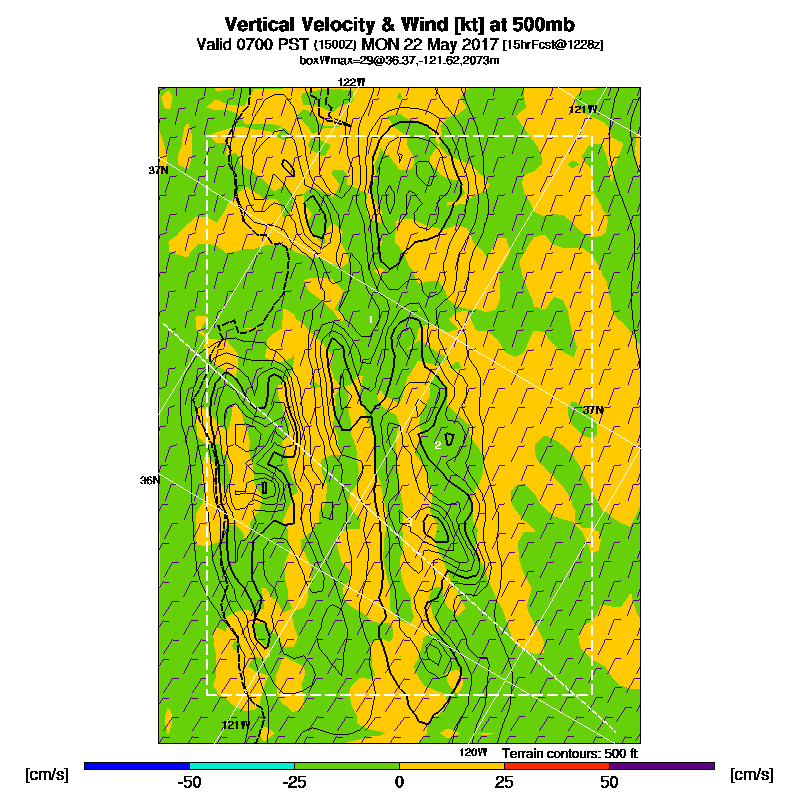 Vertical Velocity & Wind [kt] at 500mb
Valid 0700 PST (1500Z) MON 22 May 2017 [15hrFcst@1228z]
boxWmax=29@36.37,-121.62,2073m
122W
121W
37N
1
37N
2
36N
3
121W
120W
Terrain contours: 500 ft
[cm/s] -50 -25 0 25 50 [cm/s]